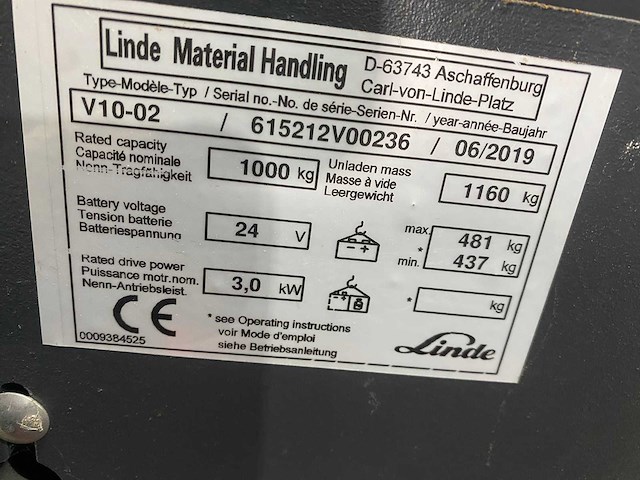 Linde Material Handling
D-63743 Aschaffenburg
Carl-von-Linde-Platz
Type-Modèle-Typ / Serial no.-No. de série-Serien-Nr. / year-année-Baujahr
V10-02 / 615212V00236 / 06/2019
Rated capacity
Capacité nominale
Nenn-Tragfähigkeit
1000 kg
Unladen mass
Masse à vide
Leergewicht
1160 kg
Battery voltage
Tension batterie
Batteriespannung
24 V
- +
max.
*
min.
481 kg
437 kg
Rated drive power
Puissance motr.nom.
Nenn-Antriebsleist.
3,0 kW
*
kg
CE
0009384525
* see Operating instructions
voir Mode d'emploi
siehe Betriebsanleitung
Linde